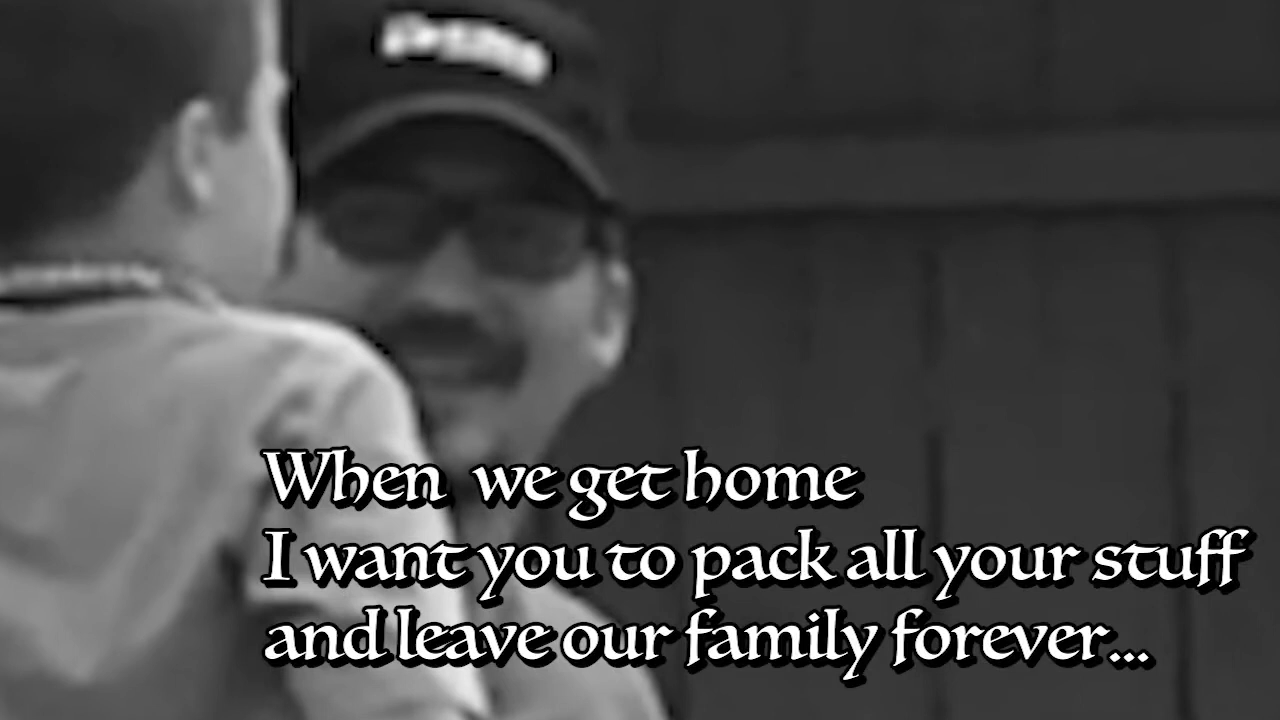 When we get home
I want you to pack all your stuff
and leave our family forever...